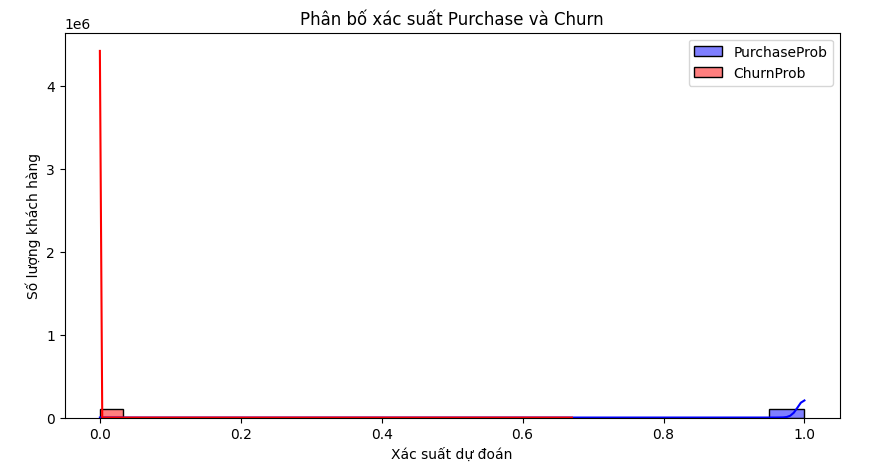 Phân bố xác suất Purchase và Churn
1e6
PurchaseProb
ChurnProb
4
3
2
1
0
Số lượng khách hàng
0.0 0.2 0.4 0.6 0.8 1.0
Xác suất dự đoán